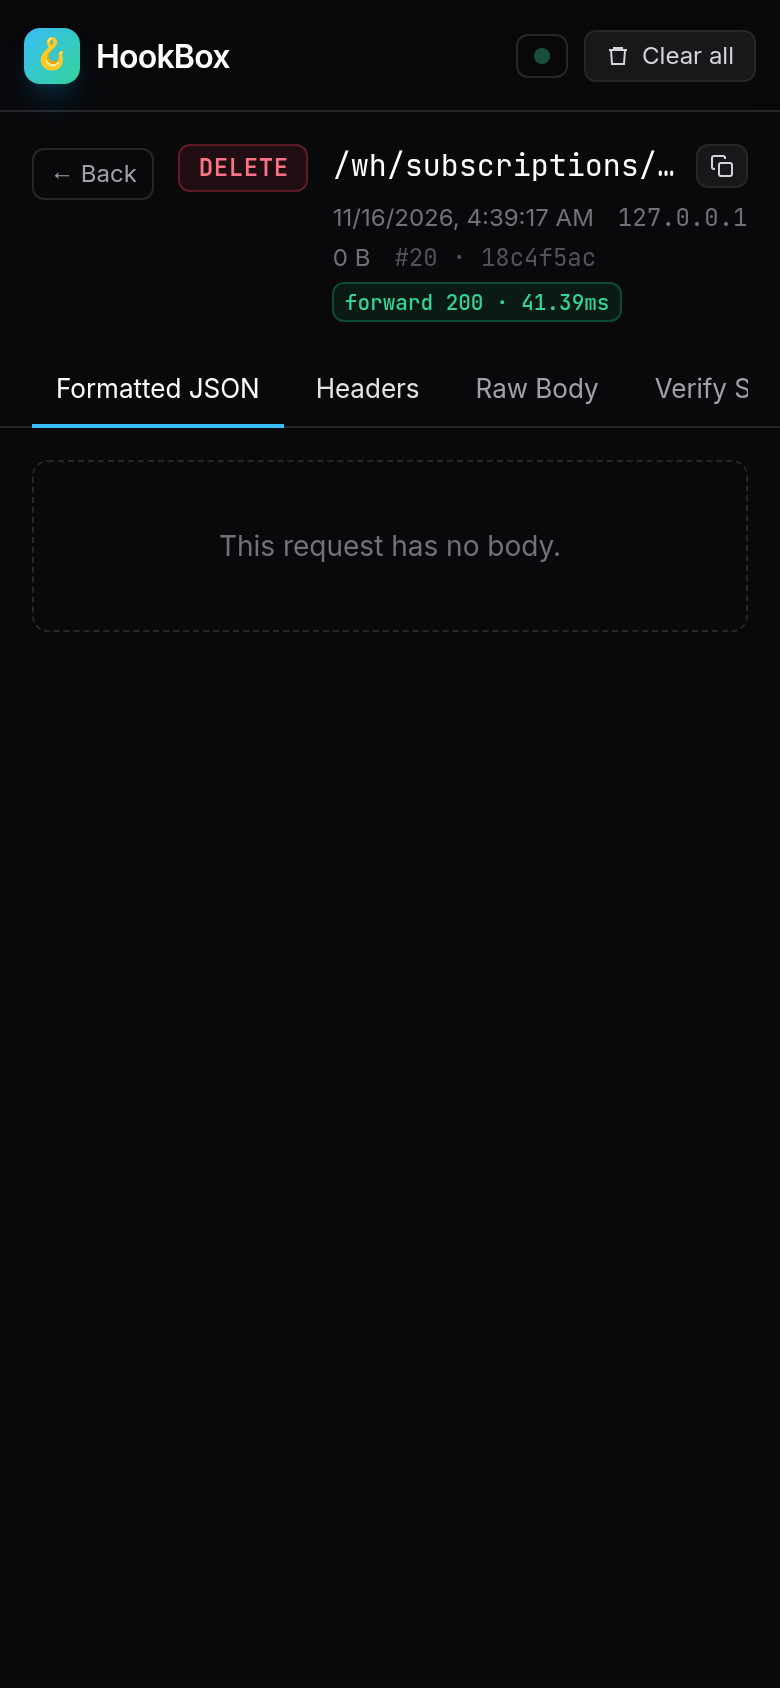 HookBox
Clear all
← Back
DELETE
/wh/subscriptions/…
11/16/2026, 4:39:17 AM 127.0.0.1
0 B #20 · 18c4f5ac
forward 200 · 41.39ms
Formatted JSON Headers Raw Body Verify S
This request has no body.